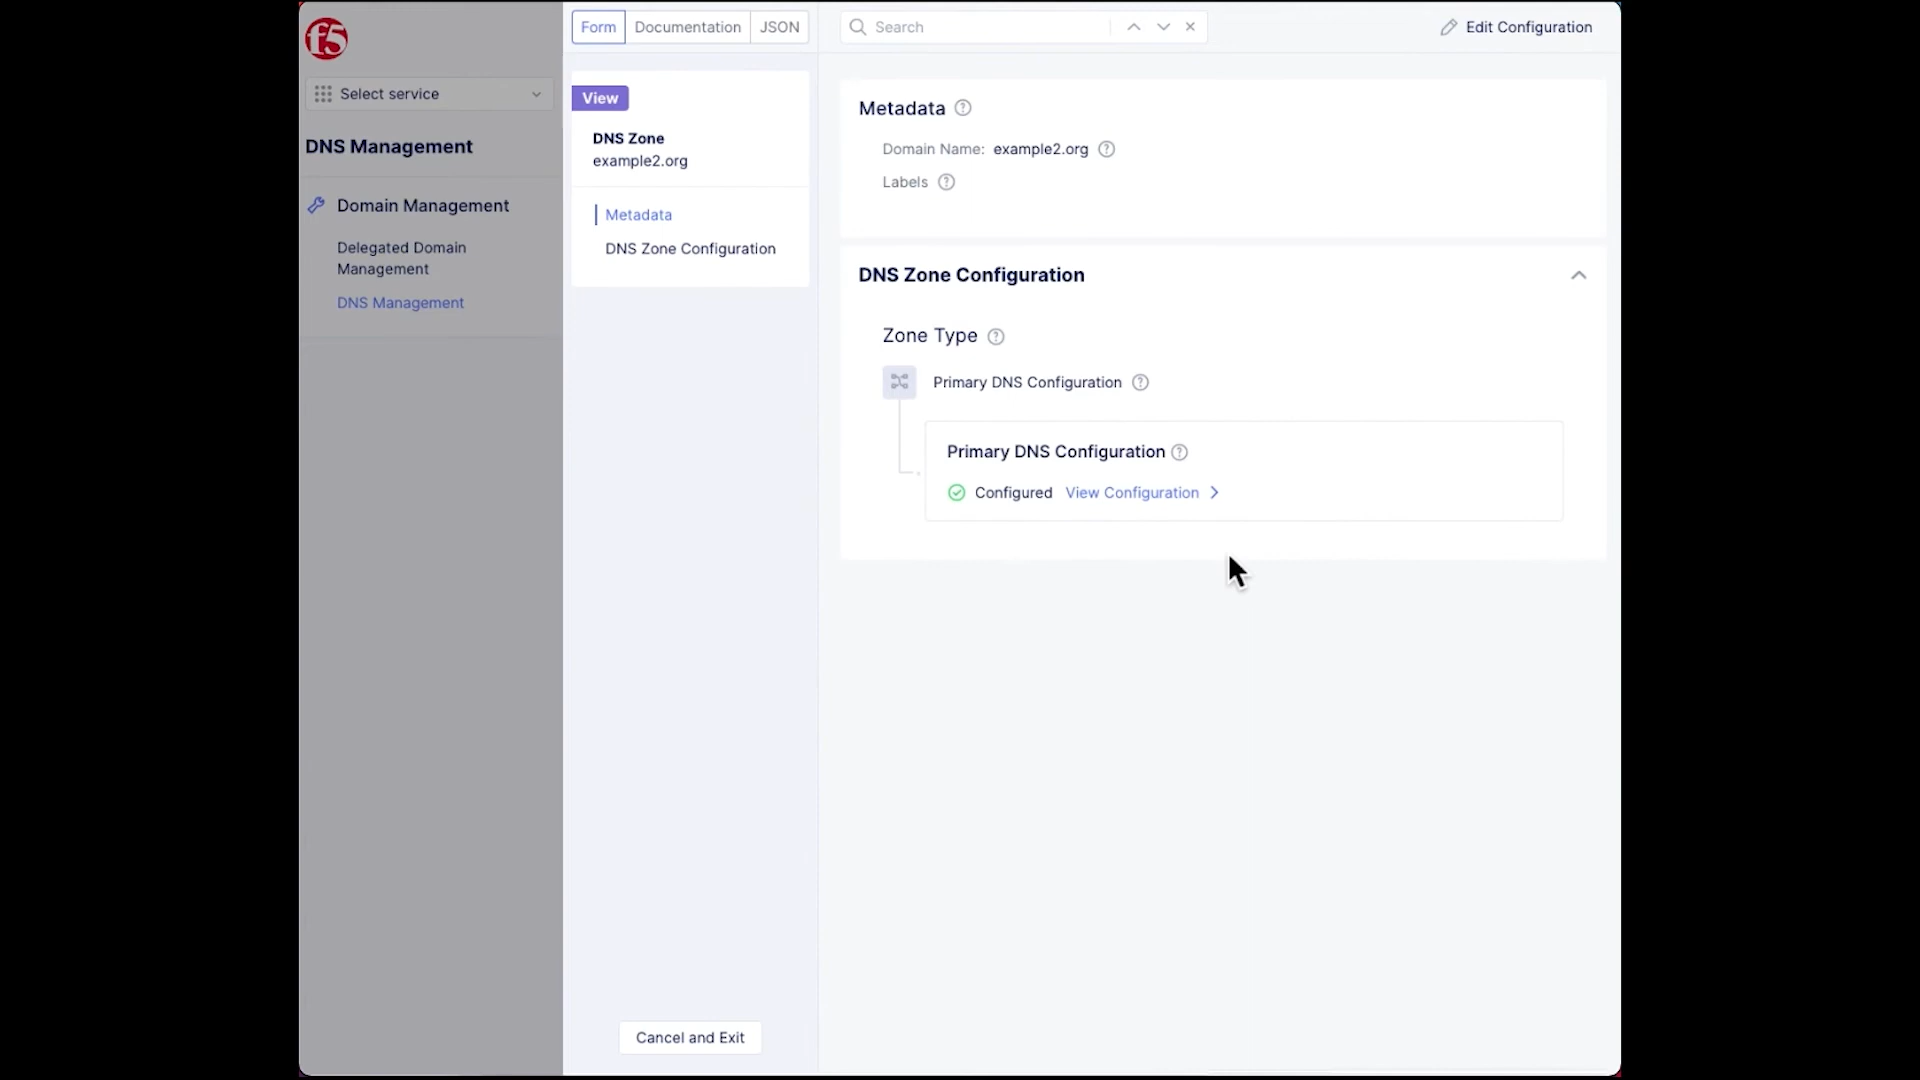 f5
Select service
DNS Management
Domain Management
Delegated Domain
Management
DNS Management
Form
Documentation
JSON
View
DNS Zone
example2.org
Metadata
DNS Zone Configuration
Cancel and Exit
Search
Edit Configuration
Metadata
Domain Name: example2.org
Labels
DNS Zone Configuration
Zone Type
Primary DNS Configuration
Primary DNS Configuration
Configured View Configuration